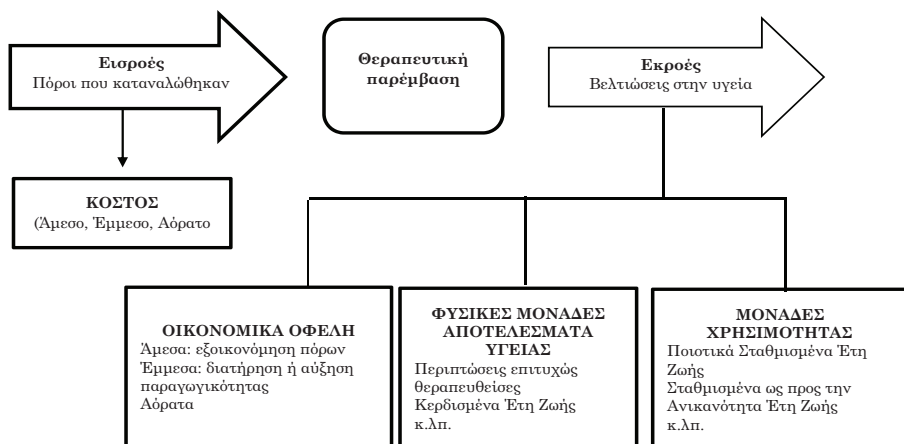 Εισροές
Πόροι που καταναλώθηκαν
Θεραπευτική
παρέμβαση
Εκροές
Βελτιώσεις στην υγεία
ΚΟΣΤΟΣ
(Άμεσο, Έμμεσο, Αόρατο
ΟΙΚΟΝΟΜΙΚΑ ΟΦΕΛΗ
Άμεσα: εξοικονόμηση πόρων
Έμμεσα: διατήρηση ή αύξηση
παραγωγικότητας
Αόρατα
ΦΥΣΙΚΕΣ ΜΟΝΑΔΕΣ
ΑΠΟΤΕΛΕΣΜΑΤΑ
ΥΓΕΙΑΣ
Περιπτώσεις επιτυχώς
θεραπευθείσες
Κερδισμένα Έτη Ζωής
κ.λπ.
ΜΟΝΑΔΕΣ
ΧΡΗΣΙΜΟΤΗΤΑΣ
Ποιοτικά Σταθμισμένα Έτη
Ζωής
Σταθμισμένα ως προς την
Ανικανότητα Έτη Ζωής
κ.λπ.